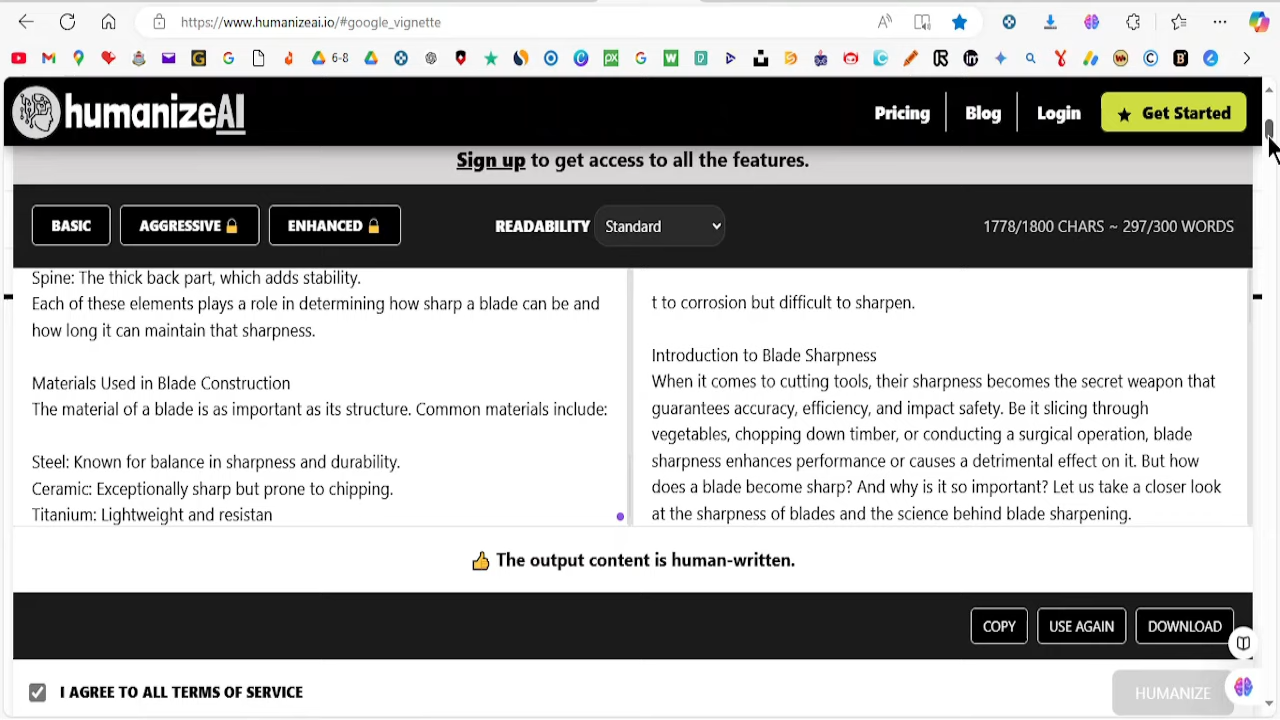 https://www.humanizeai.io/#google_vignette
6-8
humanizeAI
Pricing
Blog
Login
Get Started
Sign up to get access to all the features.
BASIC
AGGRESSIVE
ENHANCED
READABILITY
Standard
1778/1800 CHARS ~ 297/300 WORDS
Spine: The thick back part, which adds stability.
Each of these elements plays a role in determining how sharp a blade can be and
how long it can maintain that sharpness.
Materials Used in Blade Construction
The material of a blade is as important as its structure. Common materials include:
Steel: Known for balance in sharpness and durability.
Ceramic: Exceptionally sharp but prone to chipping.
Titanium: Lightweight and resistan
t to corrosion but difficult to sharpen.
Introduction to Blade Sharpness
When it comes to cutting tools, their sharpness becomes the secret weapon that
guarantees accuracy, efficiency, and impact safety. Be it slicing through
vegetables, chopping down timber, or conducting a surgical operation, blade
sharpness enhances performance or causes a detrimental effect on it. But how
does a blade become sharp? And why is it so important? Let us take a closer look
at the sharpness of blades and the science behind blade sharpening.
The output content is human-written.
COPY
USE AGAIN
DOWNLOAD
I AGREE TO ALL TERMS OF SERVICE
HUMANIZE